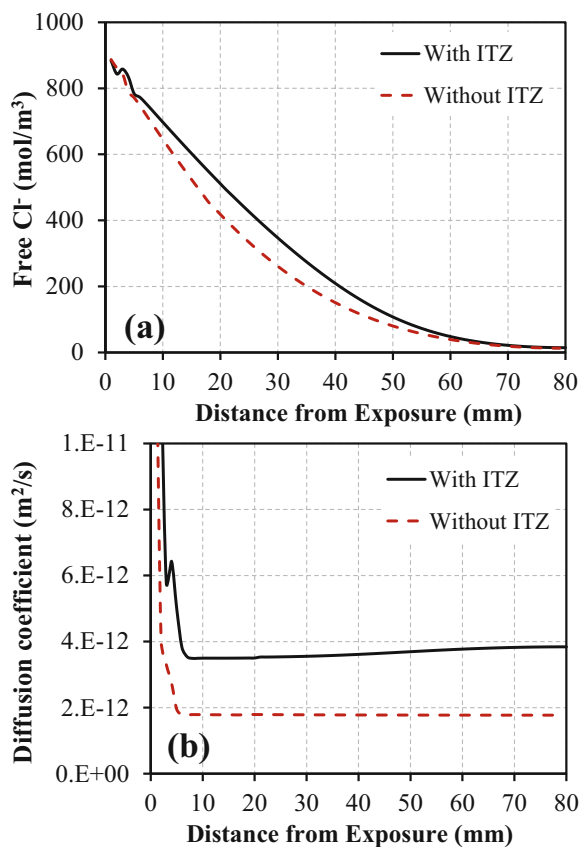 1000
800
600
400
200
0
Free Cl⁻ (mol/m³)
With ITZ
Without ITZ
(a)
0 10 20 30 40 50 60 70 80
Distance from Exposure (mm)
1.E-11
8.E-12
6.E-12
4.E-12
2.E-12
0.E+00
Diffusion coefficient (m²/s)
With ITZ
Without ITZ
(b)
0 10 20 30 40 50 60 70 80
Distance from Exposure (mm)